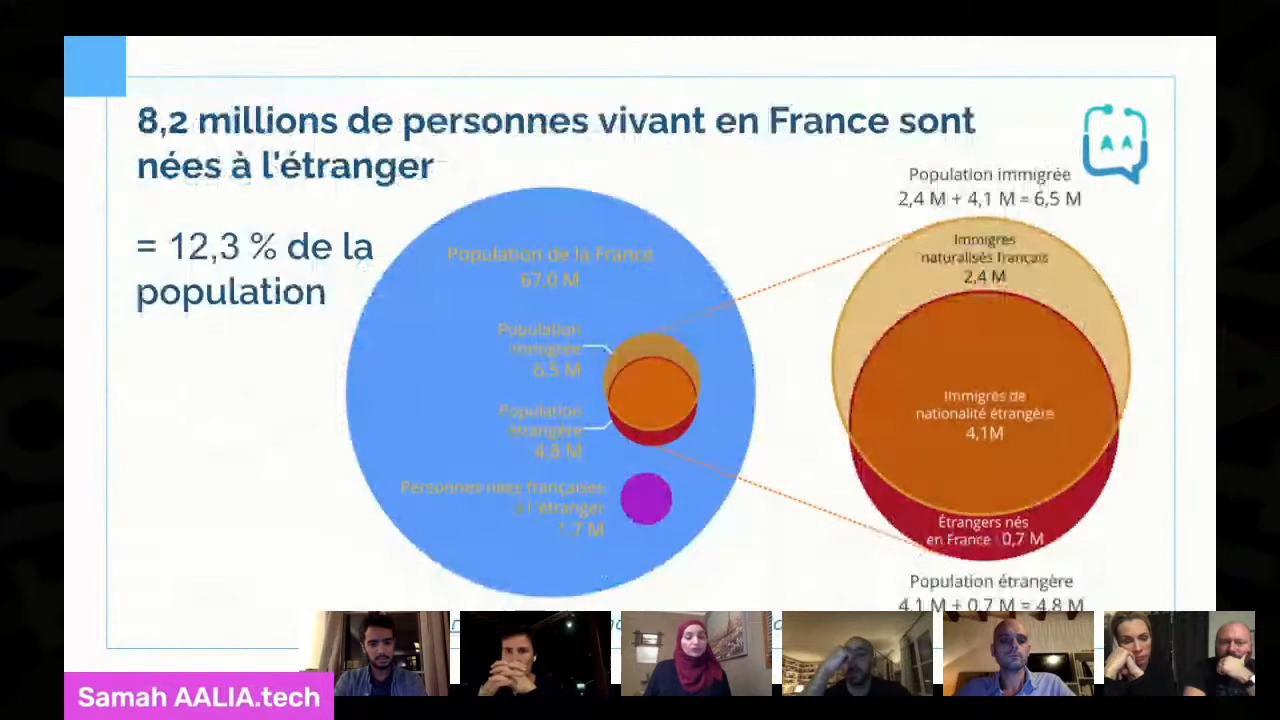 8,2 millions de personnes vivant en France sont
nées à l'étranger
= 12,3 % de la
population
Population de la France
67.0 M
Population
immigrée
6.5 M
Population
étrangère
4.8 M
Personnes nées françaises
à l'étranger
1.7 M
Population immigrée
2,4 M + 4,1 M = 6,5 M
Immigrés
naturalisés français
2,4 M
Immigrés de
nationalité étrangère
4,1M
Étrangers nés
en France : 0,7 M
Population étrangère
4.1 M + 0.7 M = 4.8 M
Samah AALIA.tech